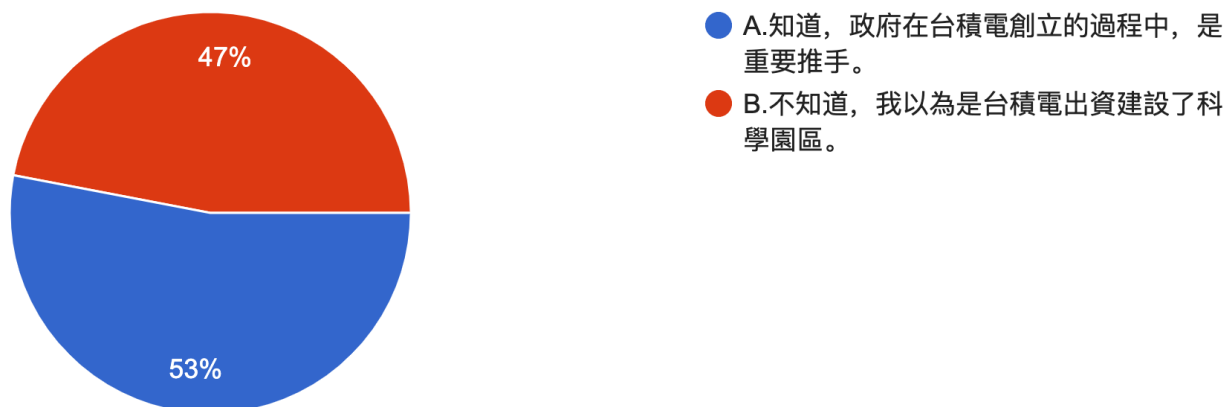 47%
53%
A.知道，政府在台積電創立的過程中，是
重要推手。
B.不知道，我以為是台積電出資建設了科
學園區。